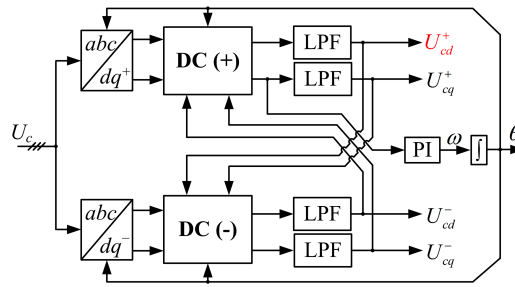 abc
dq⁺
DC (+)
LPF
U⁺cd
LPF
U⁺cq
Uc
PI
ω
∫
θ
abc
dq⁻
DC (-)
LPF
U⁻cd
LPF
U⁻cq